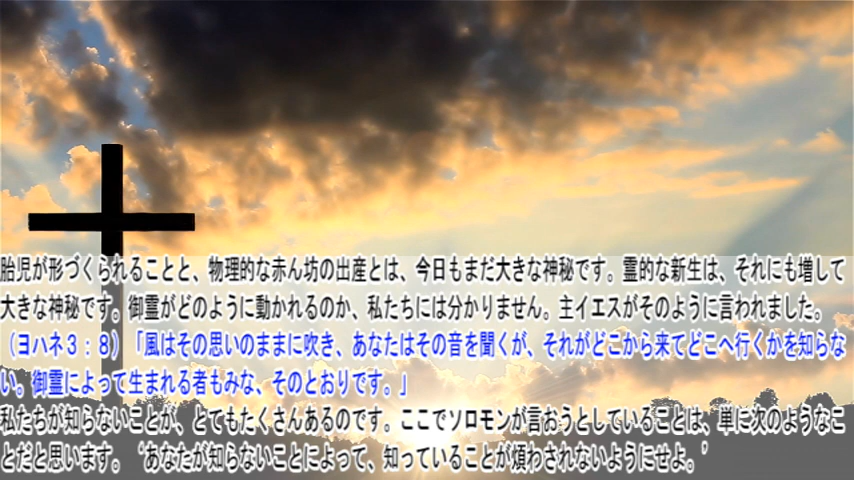 胎児が形づくられることと、物理的な赤ん坊の出産とは、今日もまだ大きな神秘です。霊的な新生は、それにも増して
大きな神秘です。御霊がどのように動かれるのか、私たちには分かりません。主イエスがそのように言われました。
（ヨハネ３：８）「風はその思いのままに吹き、あなたはその音を聞くが、それがどこから来てどこへ行くかを知らな
い。御霊によって生まれる者もみな、そのとおりです。」
私たちが知らないことが、とてもたくさんあるのです。ここでソロモンが言おうとしていることは、単に次のようなこ
とだと思います。‘あなたが知らないことによって、知っていることが煩わされないようにせよ。’